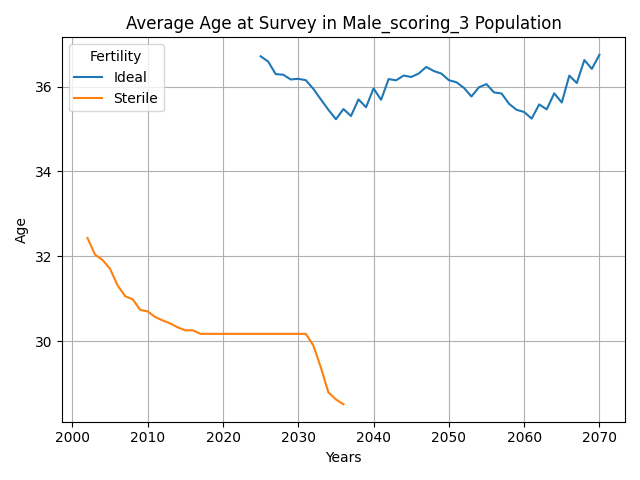 Average Age at Survey in Male_scoring_3 Population
Fertility
Ideal
Sterile
Age
36
34
32
30
2000 2010 2020 2030 2040 2050 2060 2070
Years